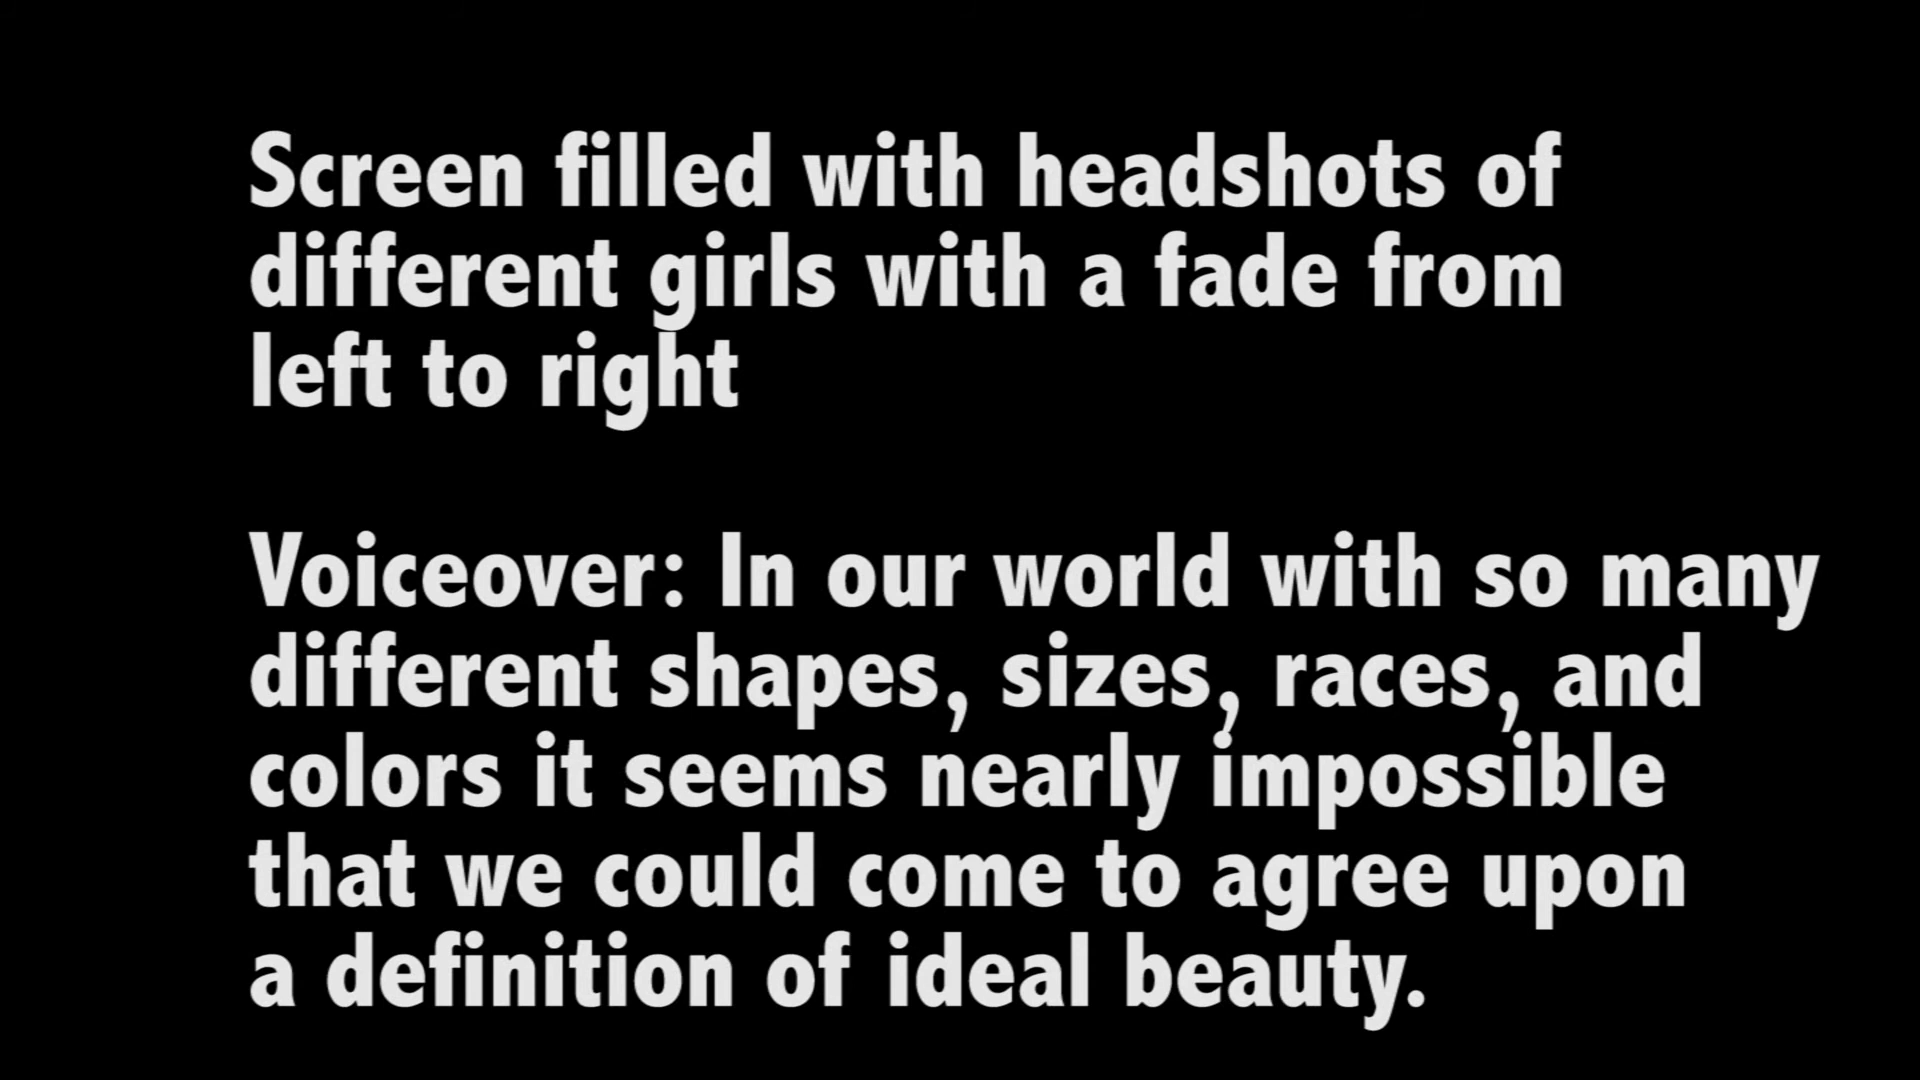 Screen filled with headshots of
different girls with a fade from
left to right
Voiceover: In our world with so many
different shapes, sizes, races, and
colors it seems nearly impossible
that we could come to agree upon
a definition of ideal beauty.